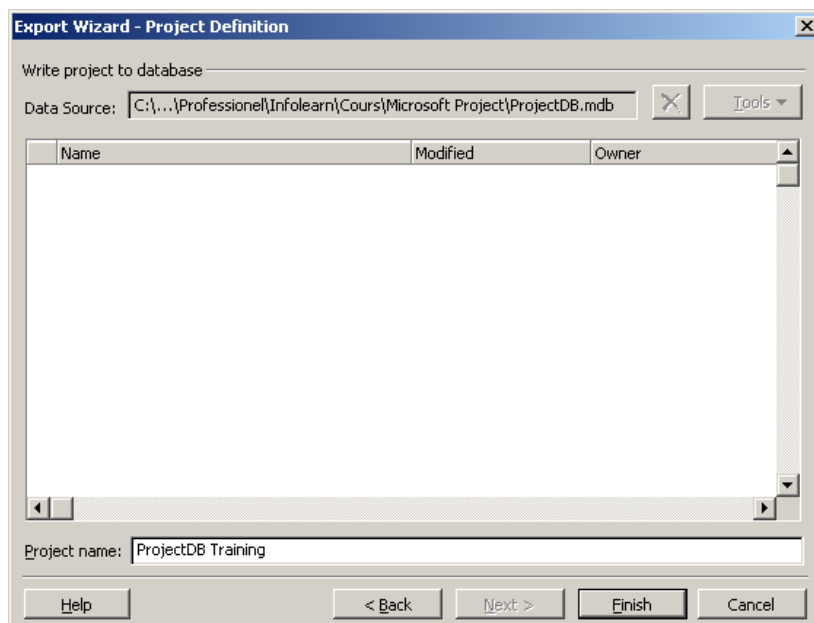 Export Wizard - Project Definition
Write project to database
Data Source: C:\...\Professionel\Infolearn\Cours\Microsoft Project\ProjectDB.mdb Tools
Name Modified Owner
Project name: ProjectDB Training
Help < Back Next > Finish Cancel